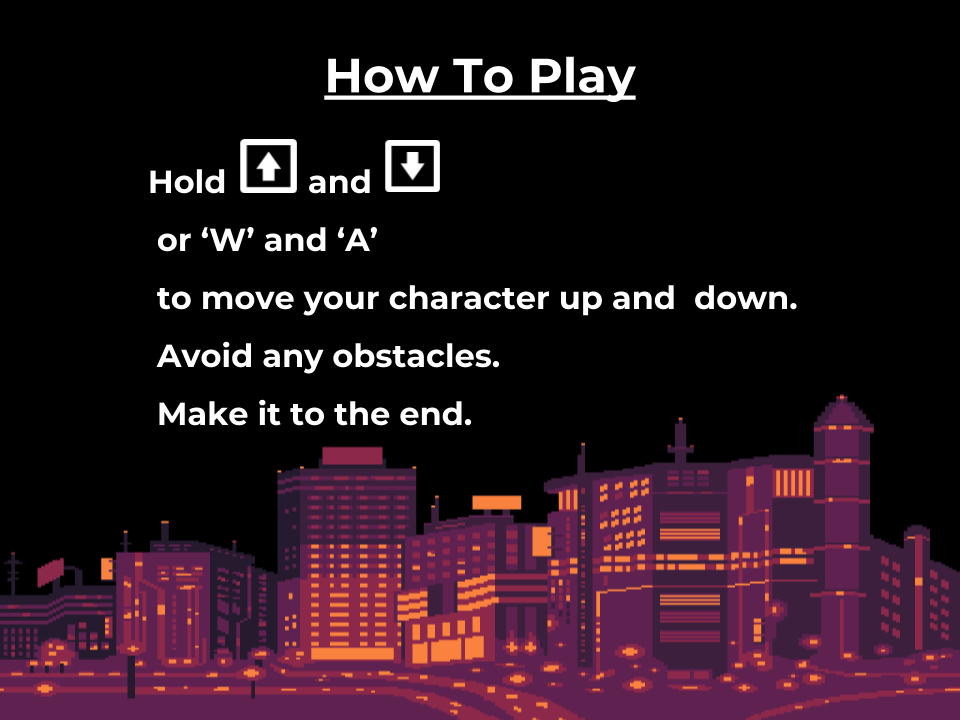 How To Play
Hold ⬆ and ⬇
or ‘W’ and ‘A’
to move your character up and  down.
Avoid any obstacles.
Make it to the end.